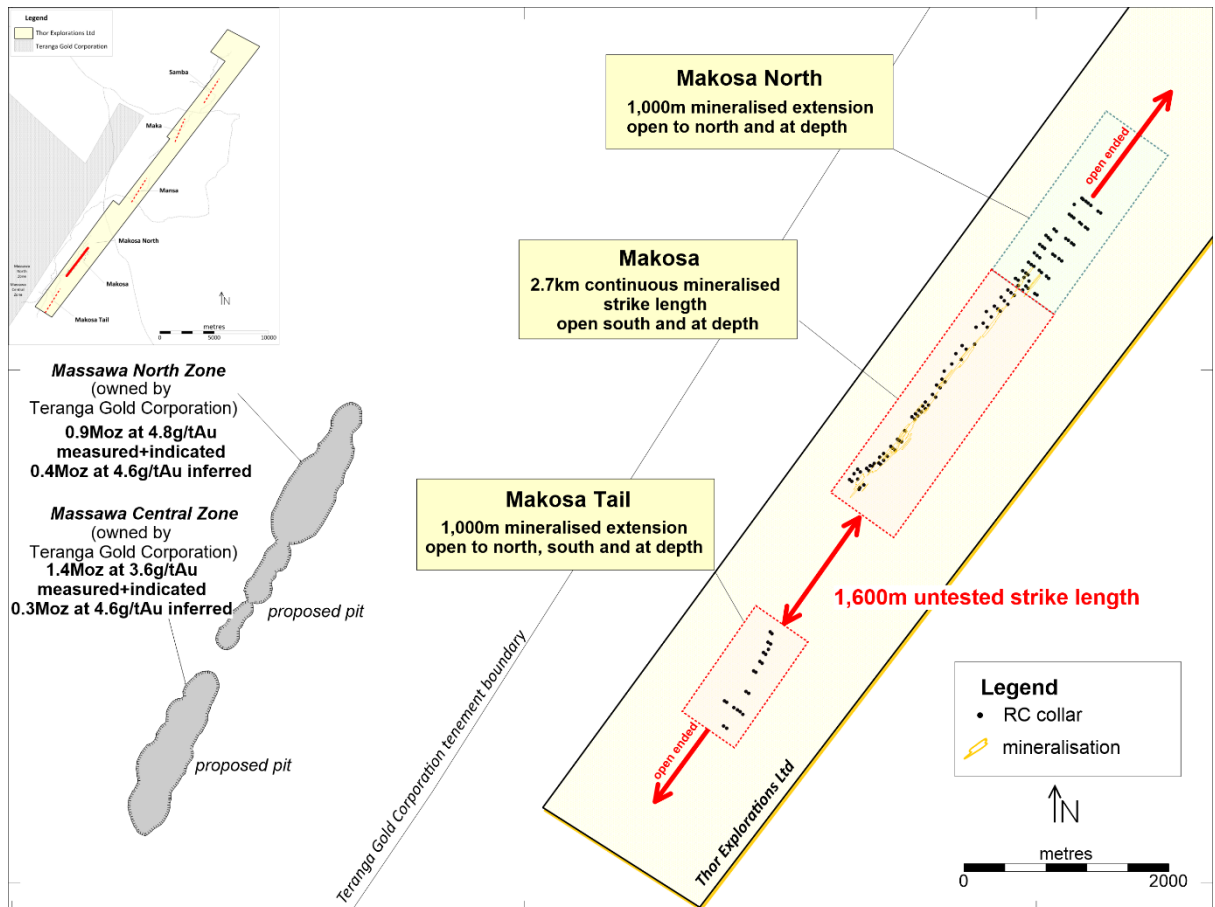 Legend
Thor Explorations Ltd
Teranga Gold Corporation
Samba
Maka
Mansa
Makosa North
Makosa
Makosa Tail
Massawa
North
Zone
Massawa
Central
Zone
N
metres
0
5000
10000
Massawa North Zone
(owned by
Teranga Gold Corporation)
0.9Moz at 4.8g/tAu
measured+indicated
0.4Moz at 4.6g/tAu inferred
Massawa Central Zone
(owned by
Teranga Gold Corporation)
1.4Moz at 3.6g/tAu
measured+indicated
0.3Moz at 4.6g/tAu inferred
proposed pit
proposed pit
Makosa North
1,000m mineralised extension
open to north and at depth
Makosa
2.7km continuous mineralised
strike length
open south and at depth
Makosa Tail
1,000m mineralised extension
open to north, south and at depth
open ended
1,600m untested strike length
open ended
Teranga Gold Corporation tenement boundary
Thor Explorations Ltd
Legend
RC collar
mineralisation
N
metres
0
2000